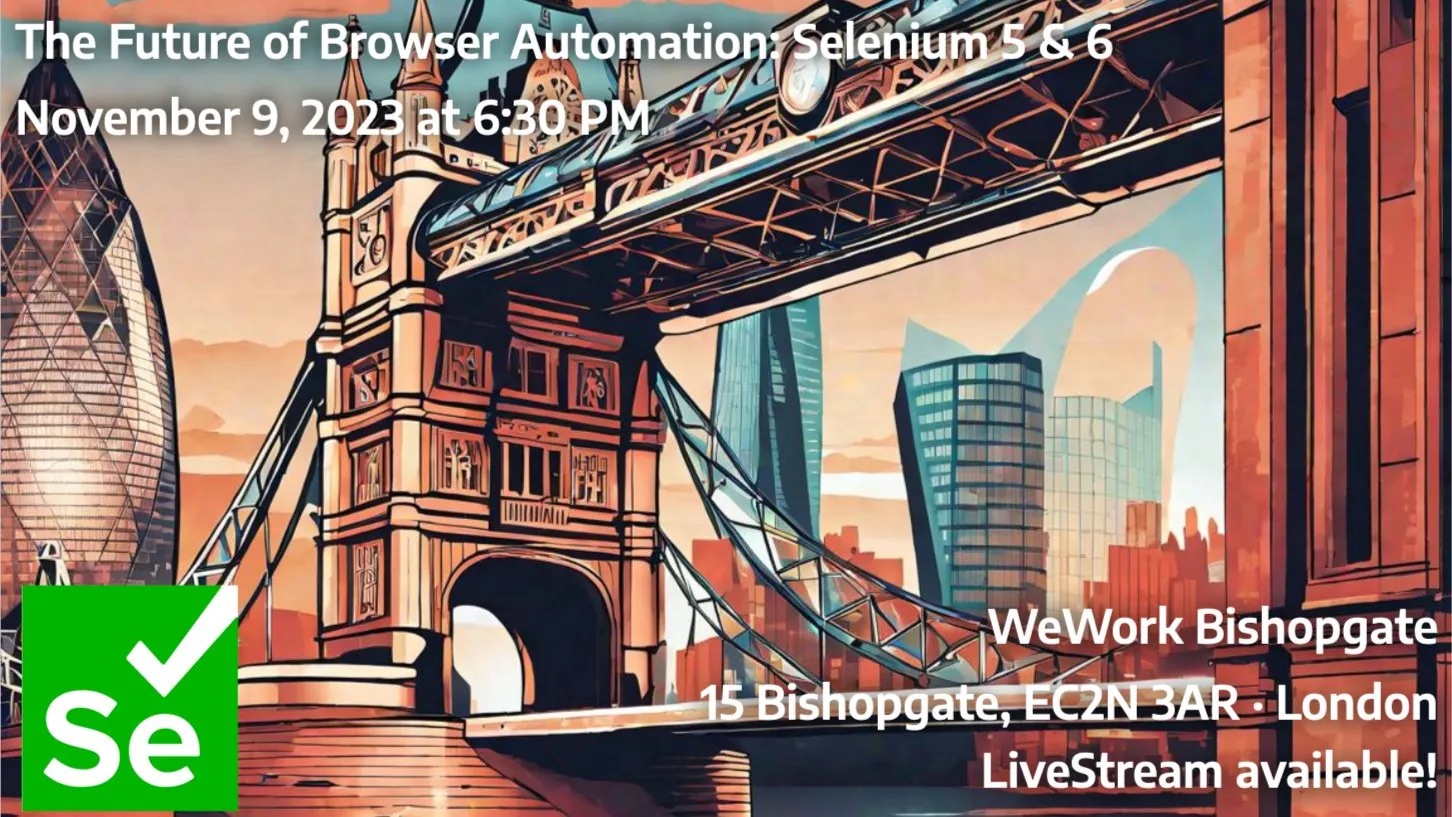 The Future of Browser Automation: Selenium 5 & 6
November 9, 2023 at 6:30 PM
WeWork Bishopgate
15 Bishopgate, EC2N 3AR · London
LiveStream available!
Se